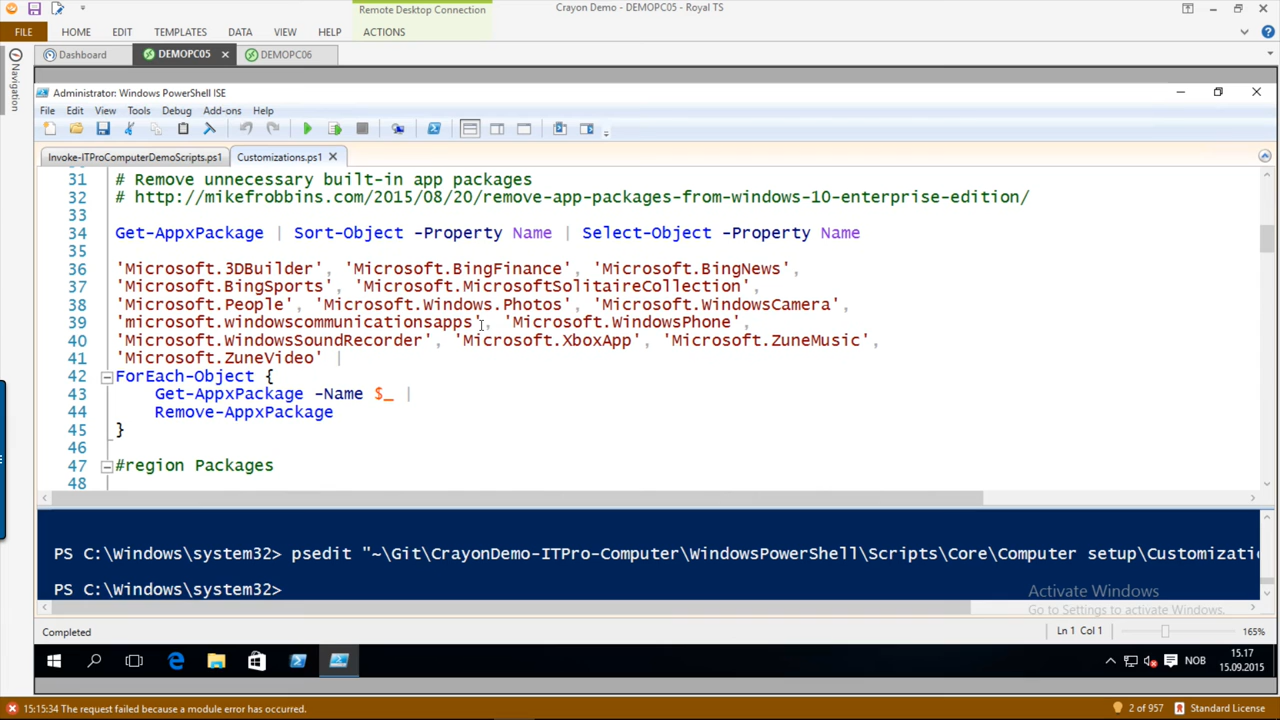 Remote Desktop Connection
Crayon Demo - DEMOPC05 - Royal TS
FILE HOME EDIT TEMPLATES DATA VIEW HELP ACTIONS
Dashboard DEMOPC05 DEMOPC06
Navigation
Administrator: Windows PowerShell ISE
File Edit View Tools Debug Add-ons Help
Invoke-ITProComputerDemoScripts.ps1 Customizations.ps1
31 # Remove unnecessary built-in app packages
32 # http://mikefrobbins.com/2015/08/20/remove-app-packages-from-windows-10-enterprise-edition/
33
34 Get-AppxPackage | Sort-Object -Property Name | Select-Object -Property Name
35
36 'Microsoft.3DBuilder', 'Microsoft.BingFinance', 'Microsoft.BingNews',
37 'Microsoft.BingSports', 'Microsoft.MicrosoftSolitaireCollection',
38 'Microsoft.People', 'Microsoft.Windows.Photos', 'Microsoft.WindowsCamera',
39 'microsoft.windowscommunicationsapps', 'Microsoft.WindowsPhone',
40 'Microsoft.WindowsSoundRecorder', 'Microsoft.XboxApp', 'Microsoft.ZuneMusic',
41 'Microsoft.ZuneVideo' |
42 ForEach-Object {
43 Get-AppxPackage -Name $_ |
44 Remove-AppxPackage
45 }
46
47 #region Packages
48
PS C:\Windows\system32> psedit "~\Git\CrayonDemo-ITPro-Computer\WindowsPowerShell\Scripts\Core\Computer setup\Customizatio
PS C:\Windows\system32>
Activate Windows
Go to Settings to activate Windows.
Completed
Ln 1 Col 1
165%
NOB
15.17
15.09.2015
15:15:34 The request failed because a module error has occurred.
2 of 957
Standard License